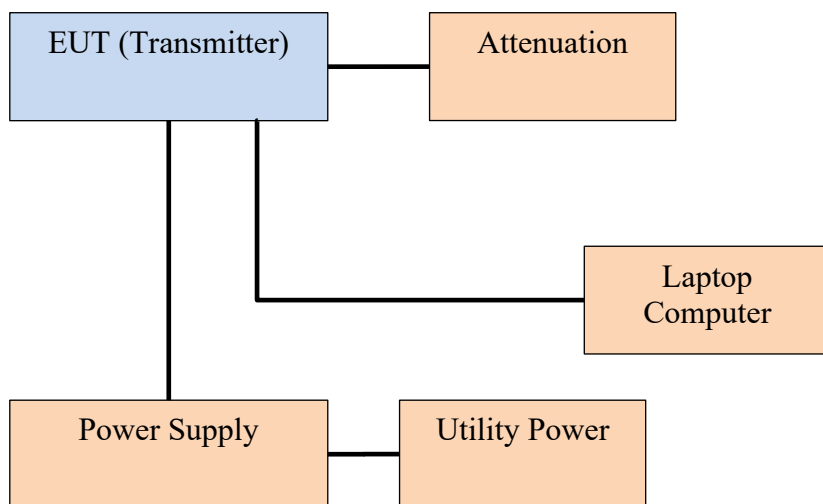 EUT (Transmitter)
Attenuation
Laptop
Computer
Power Supply
Utility Power